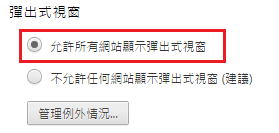 彈出式視窗
允許所有網站顯示彈出式視窗
不允許任何網站顯示彈出式視窗 (建議)
管理例外情況...